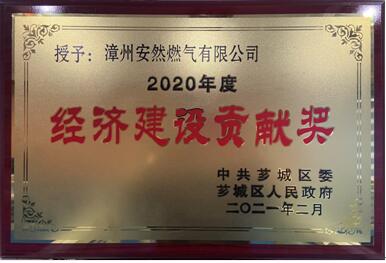 授予：漳州安然燃气有限公司
2020年度
经济建设贡献奖
中共芗城区委
芗城区人民政府
二〇二一年二月